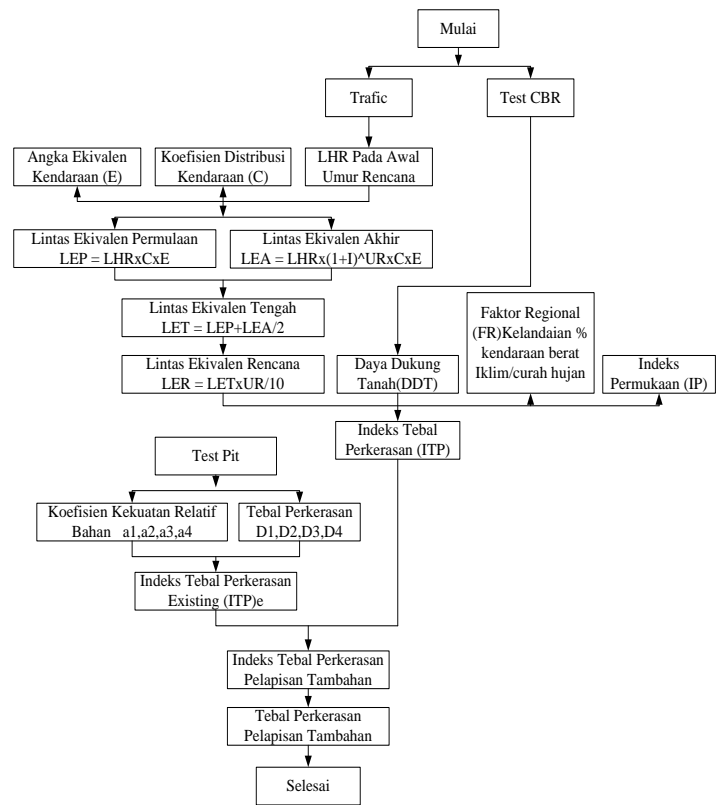 Mulai
Trafic
Test CBR
Angka Ekivalen
Kendaraan (E)
Koefisien Distribusi
Kendaraan (C)
LHR Pada Awal
Umur Rencana
Lintas Ekivalen Permulaan
LEP = LHRxCxE
Lintas Ekivalen Akhir
LEA = LHRx(1+I)^URxCxE
Lintas Ekivalen Tengah
LET = LEP+LEA/2
Lintas Ekivalen Rencana
LER = LETxUR/10
Daya Dukung
Tanah(DDT)
Faktor Regional
(FR)Kelandaian %
kendaraan berat
Iklim/curah hujan
Indeks
Permukaan (IP)
Indeks Tebal
Perkerasan (ITP)
Test Pit
Koefisien Kekuatan Relatif
Bahan a1,a2,a3,a4
Tebal Perkerasan
D1,D2,D3,D4
Indeks Tebal Perkerasan
Existing (ITP)e
Indeks Tebal Perkerasan
Pelapisan Tambahan
Tebal Perkerasan
Pelapisan Tambahan
Selesai